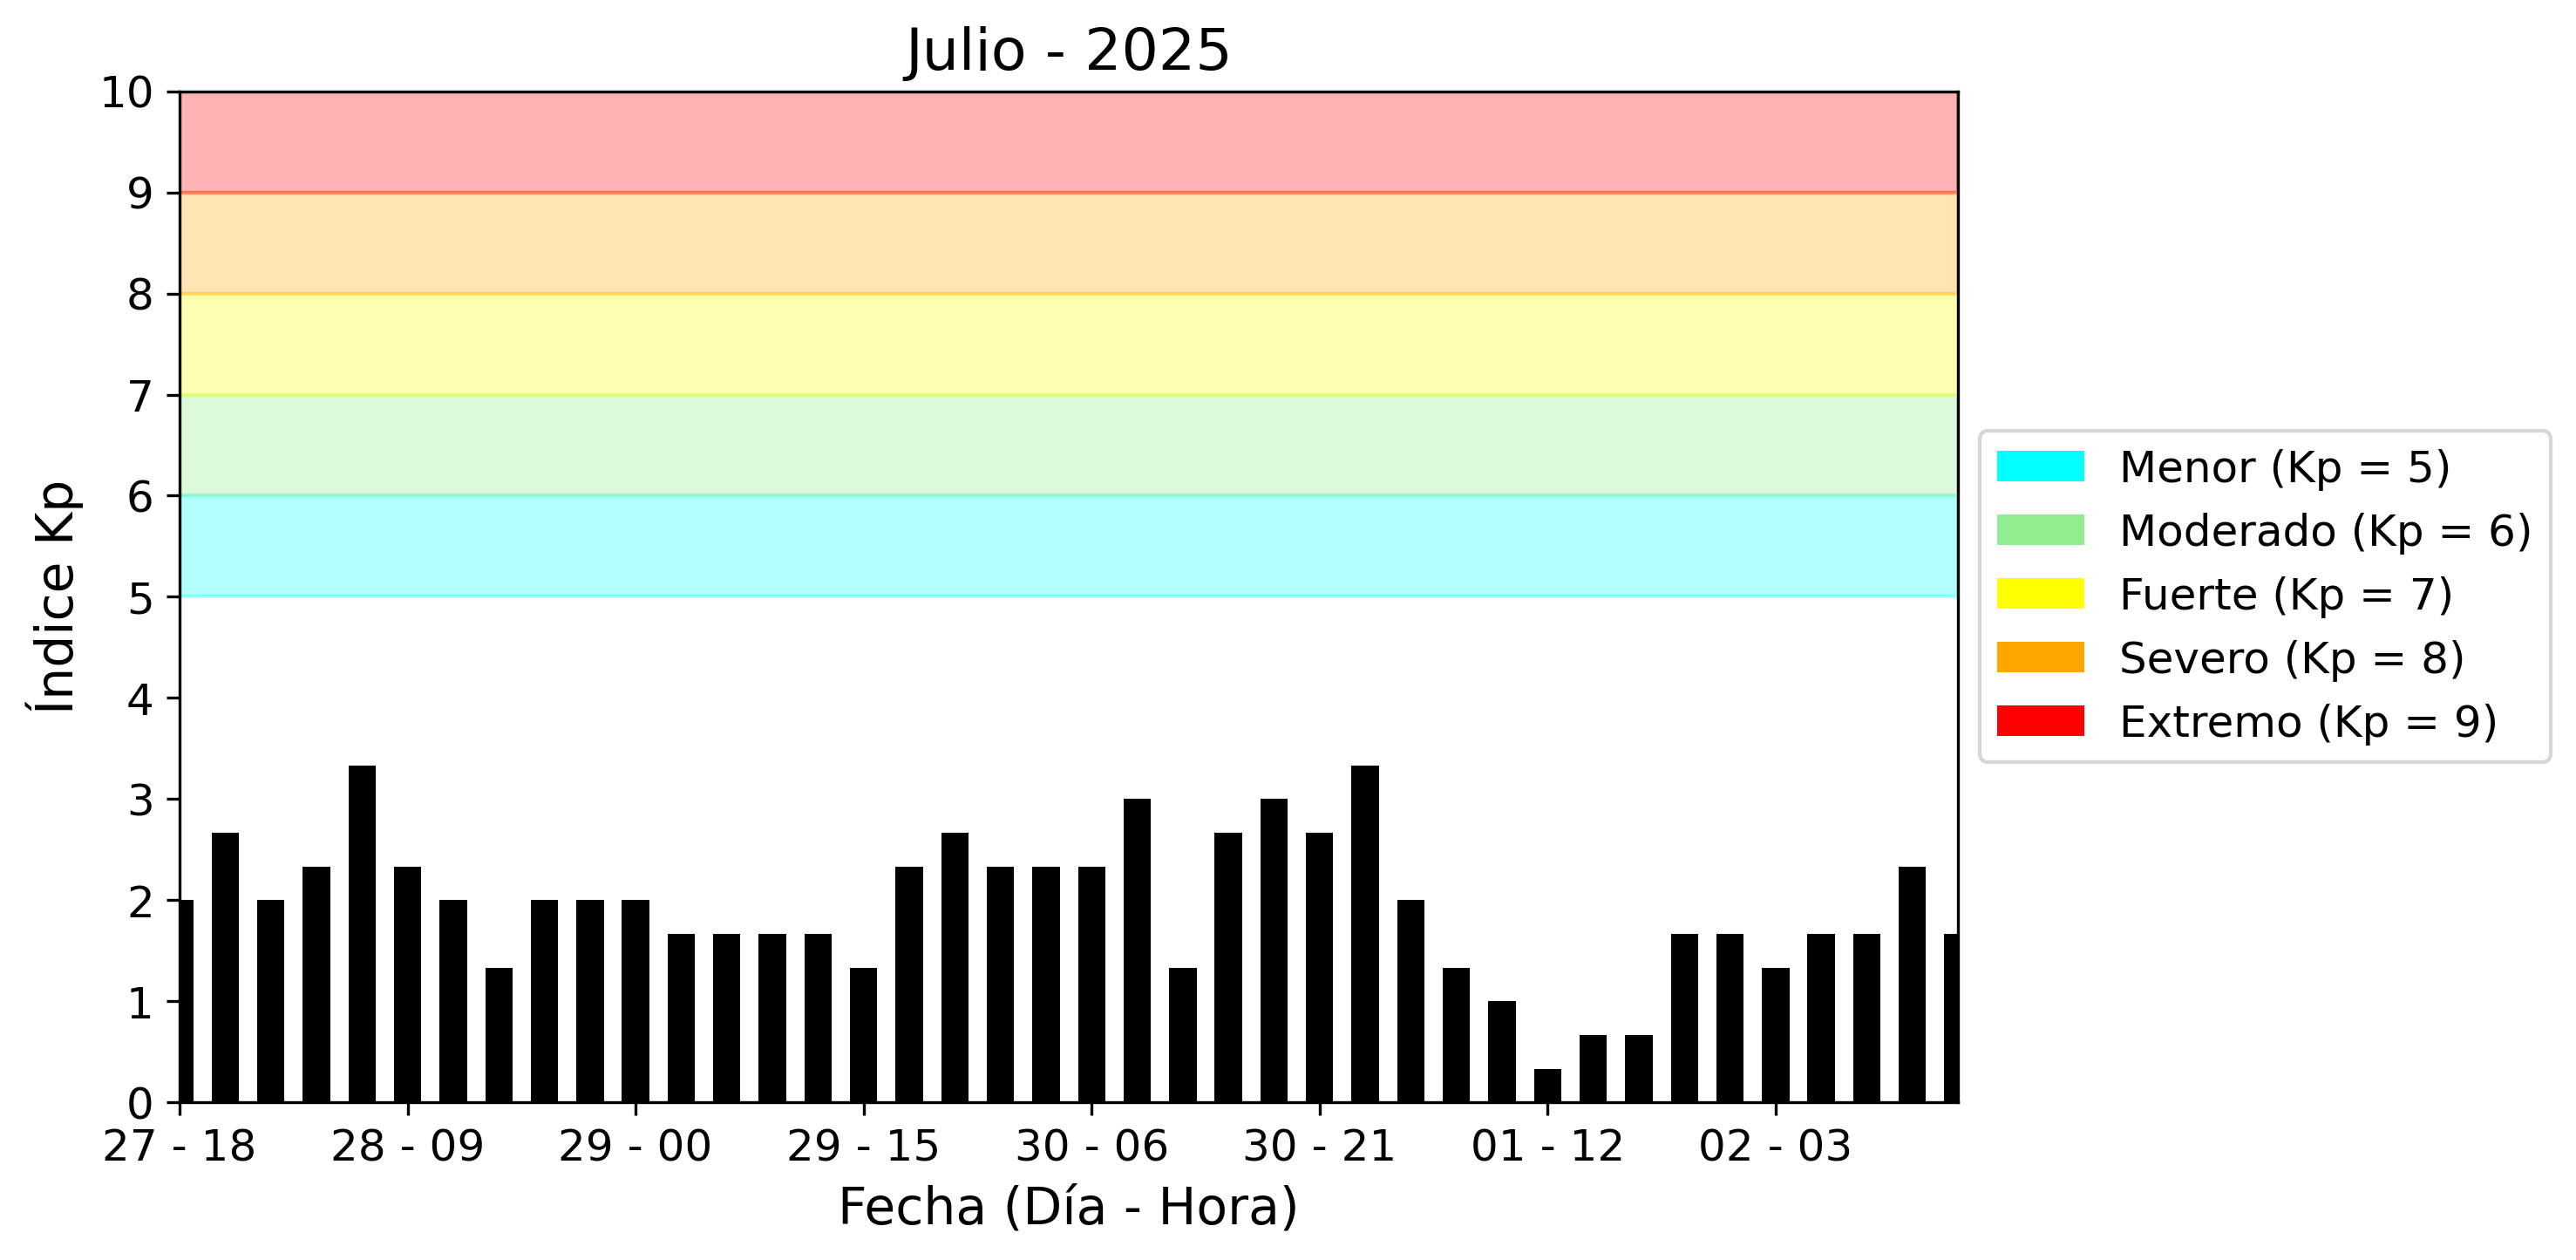 Julio - 2025
10
9
8
7
6
5
4
3
2
1
0
Índice Kp
27 - 18 28 - 09 29 - 00 29 - 15 30 - 06 30 - 21 01 - 12 02 - 03
Fecha (Día - Hora)
Menor (Kp = 5)
Moderado (Kp = 6)
Fuerte (Kp = 7)
Severo (Kp = 8)
Extremo (Kp = 9)